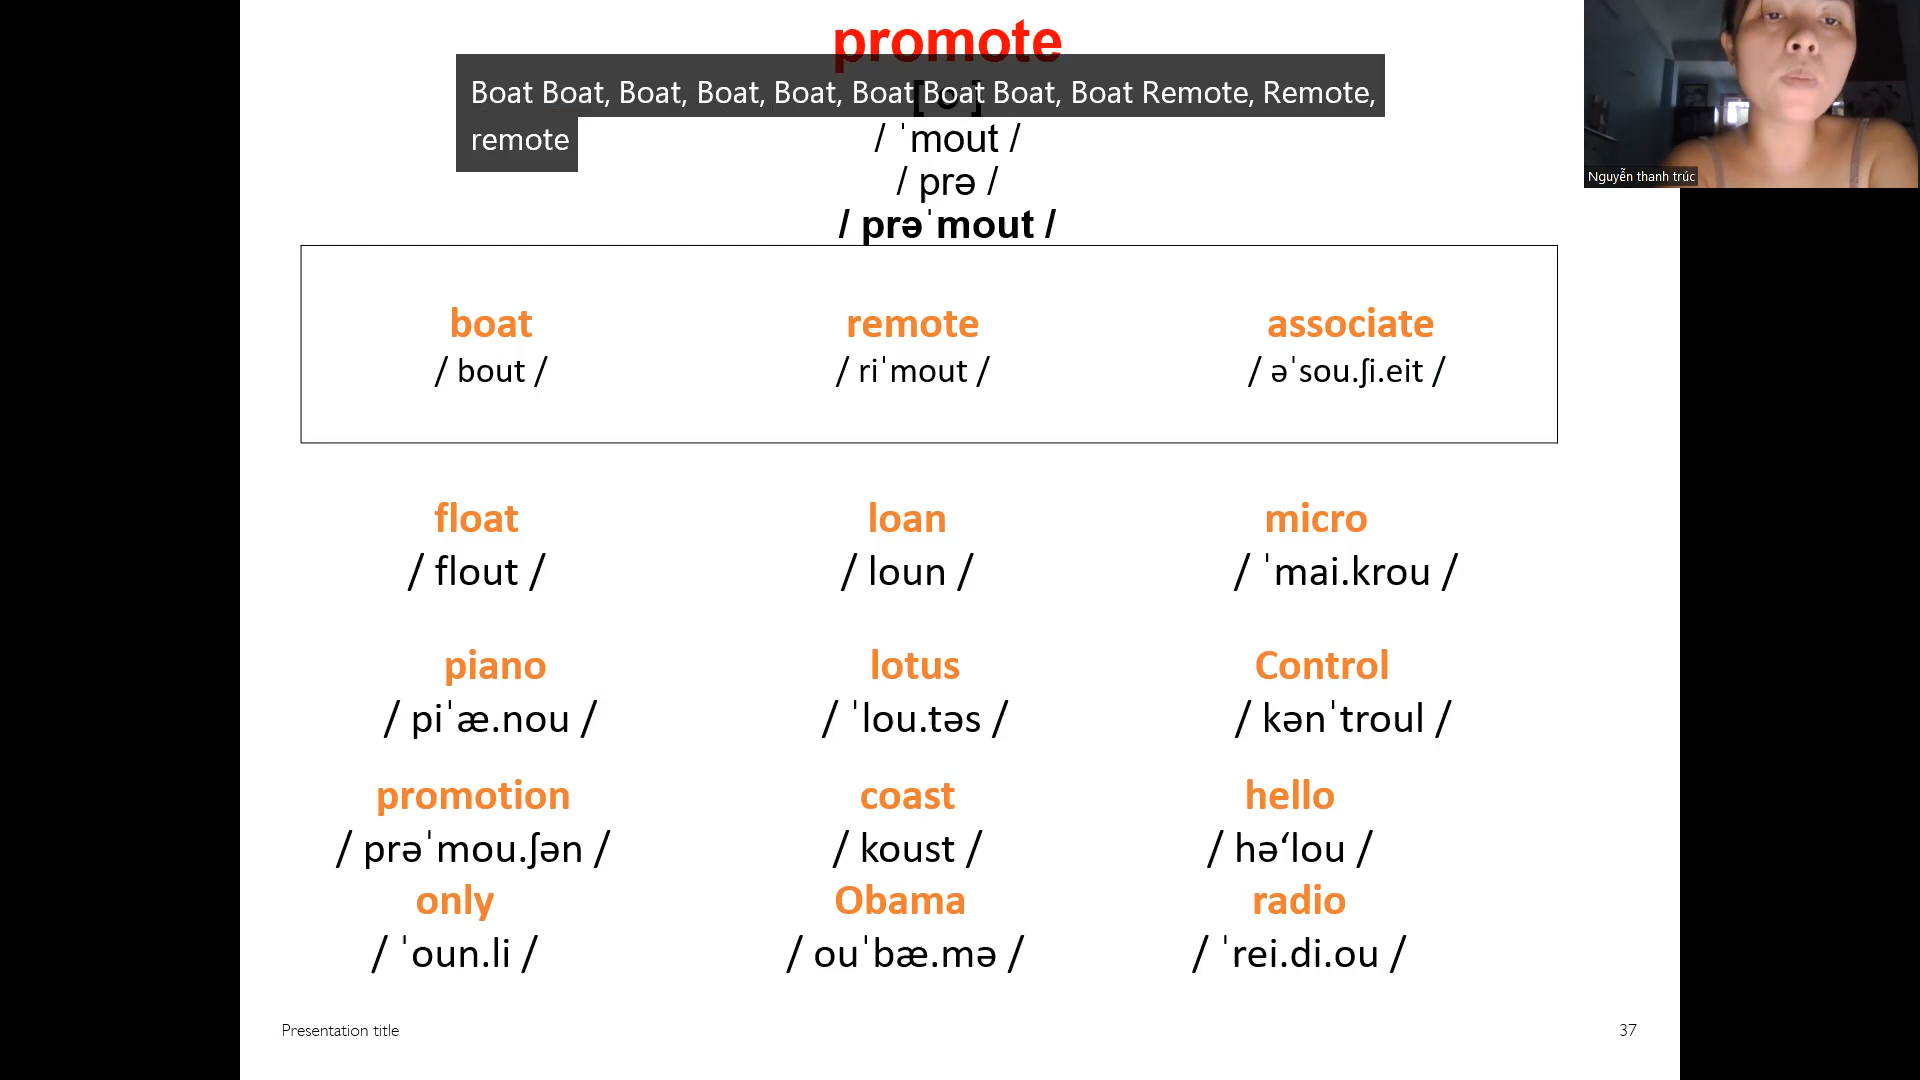 promote
Boat Boat, Boat, Boat, Boat, Boat Boat Boat, Boat Remote, Remote,
remote
/ ˈmout /
/ prə /
/ prəˈmout /
Nguyễn thanh trúc
boat remote associate
/ bout / / riˈmout / / əˈsou.ʃi.eit /
float loan micro
/ flout / / loun / / ˈmai.krou /
piano lotus Control
/ piˈæ.nou / / ˈlou.təs / / kənˈtroul /
promotion coast hello
/ prəˈmou.ʃən / / koust / / hə‘lou /
only Obama radio
/ ˈoun.li / / ouˈbæ.mə / / ˈrei.di.ou /
Presentation title 37